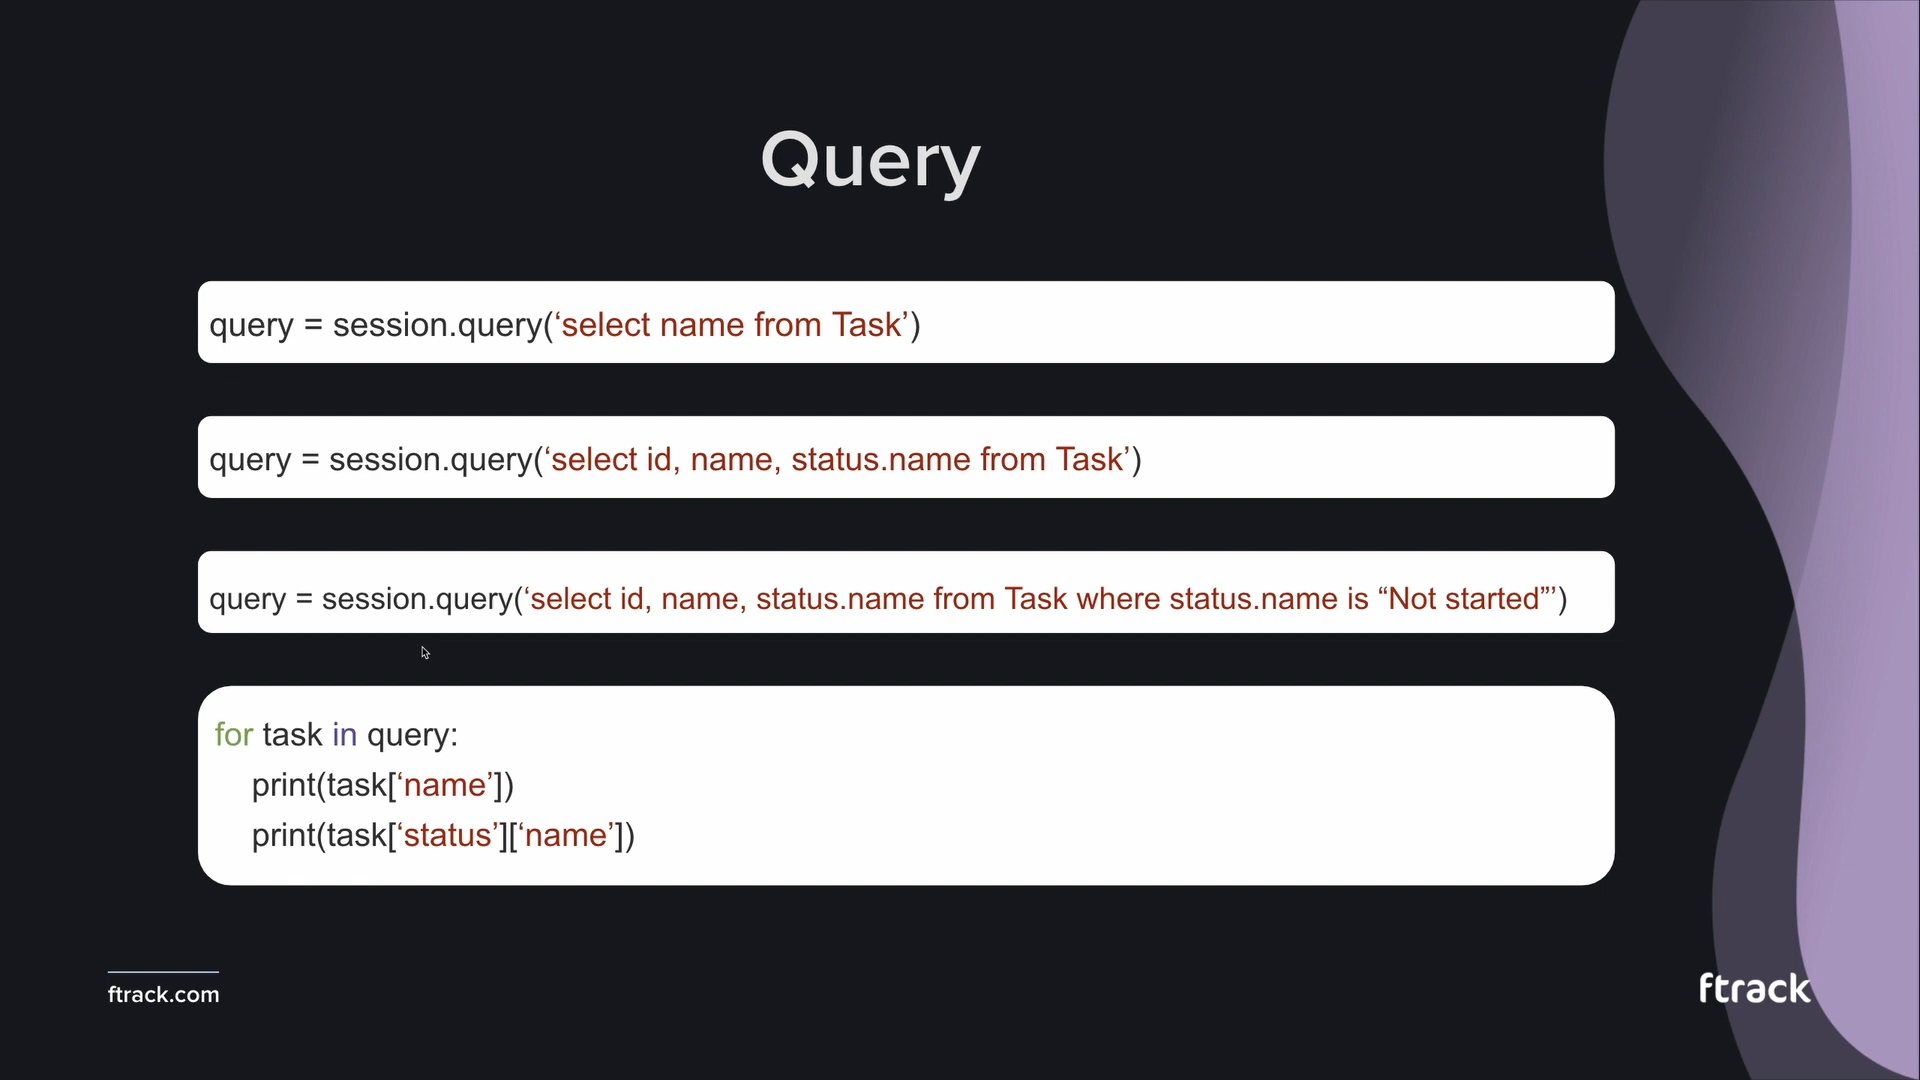 Query
query = session.query(‘select name from Task’)
query = session.query(‘select id, name, status.name from Task’)
query = session.query(‘select id, name, status.name from Task where status.name is “Not started”’)
for task in query:
print(task[‘name’])
print(task[‘status’][‘name’])
ftrack.com
ftrack